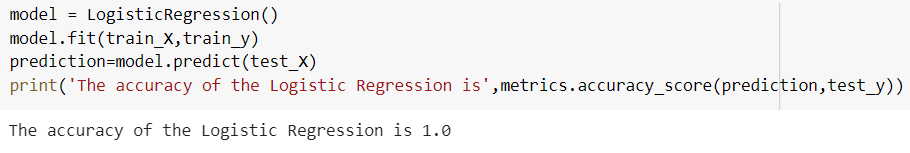 model = LogisticRegression()
model.fit(train_X,train_y)
prediction=model.predict(test_X)
print('The accuracy of the Logistic Regression is',metrics.accuracy_score(prediction,test_y))
The accuracy of the Logistic Regression is 1.0